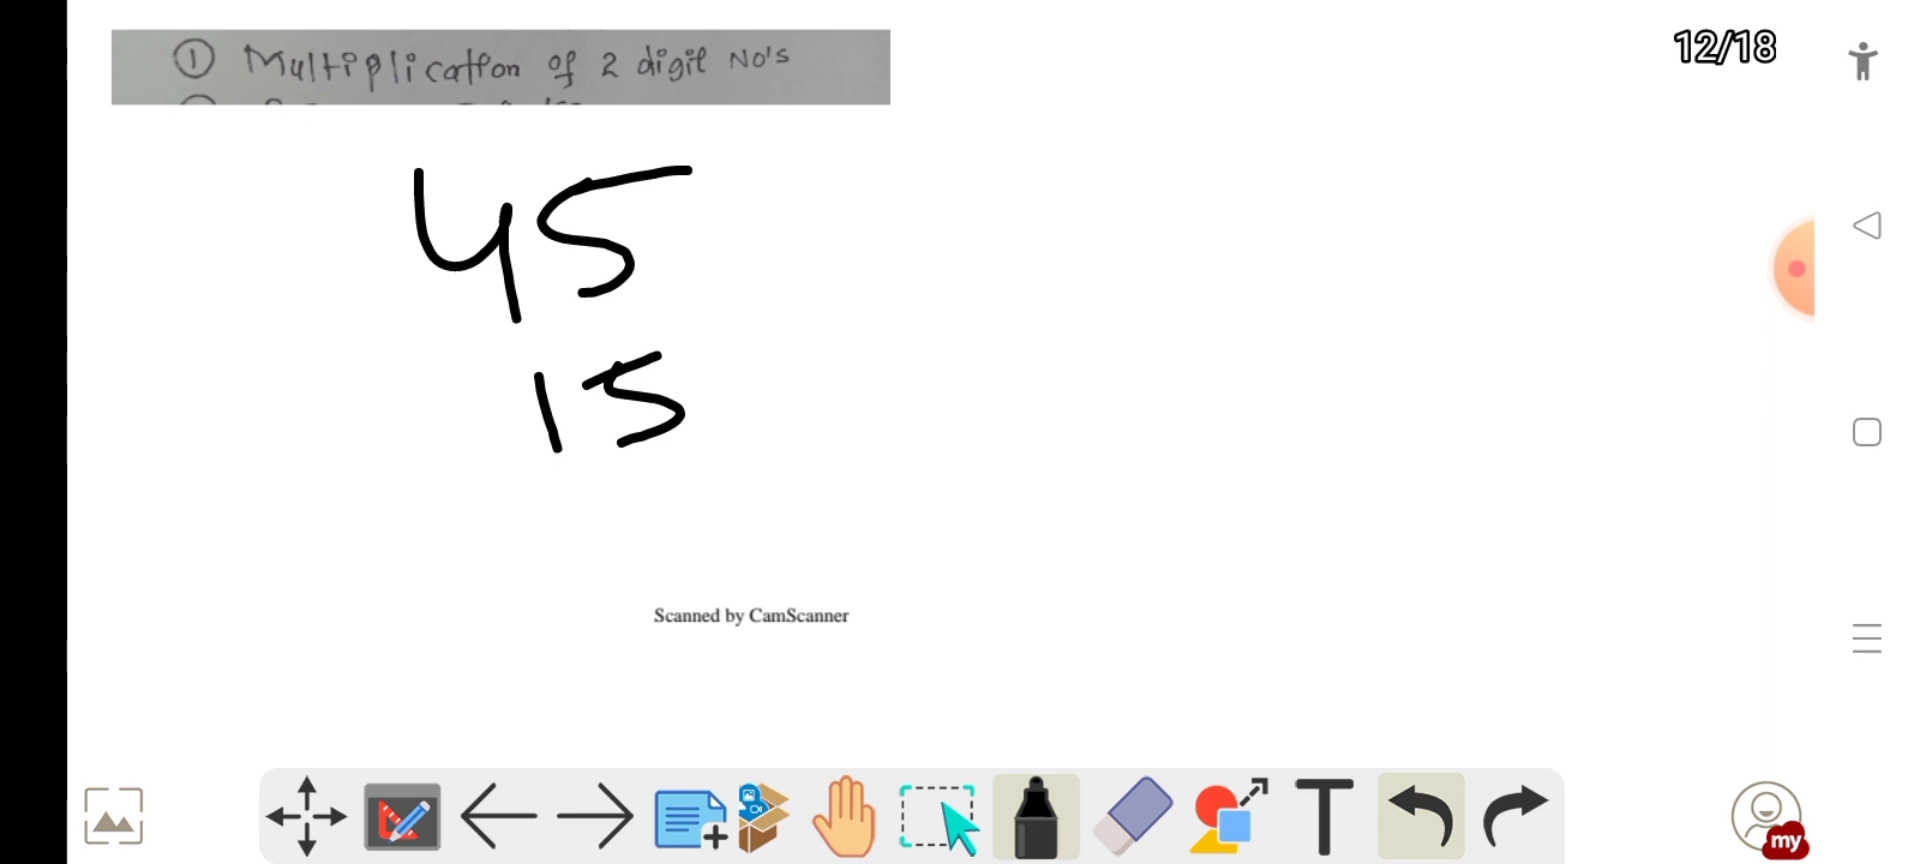 12/18
① Multiplication of 2 digit No's
45
15
Scanned by CamScanner
T
my